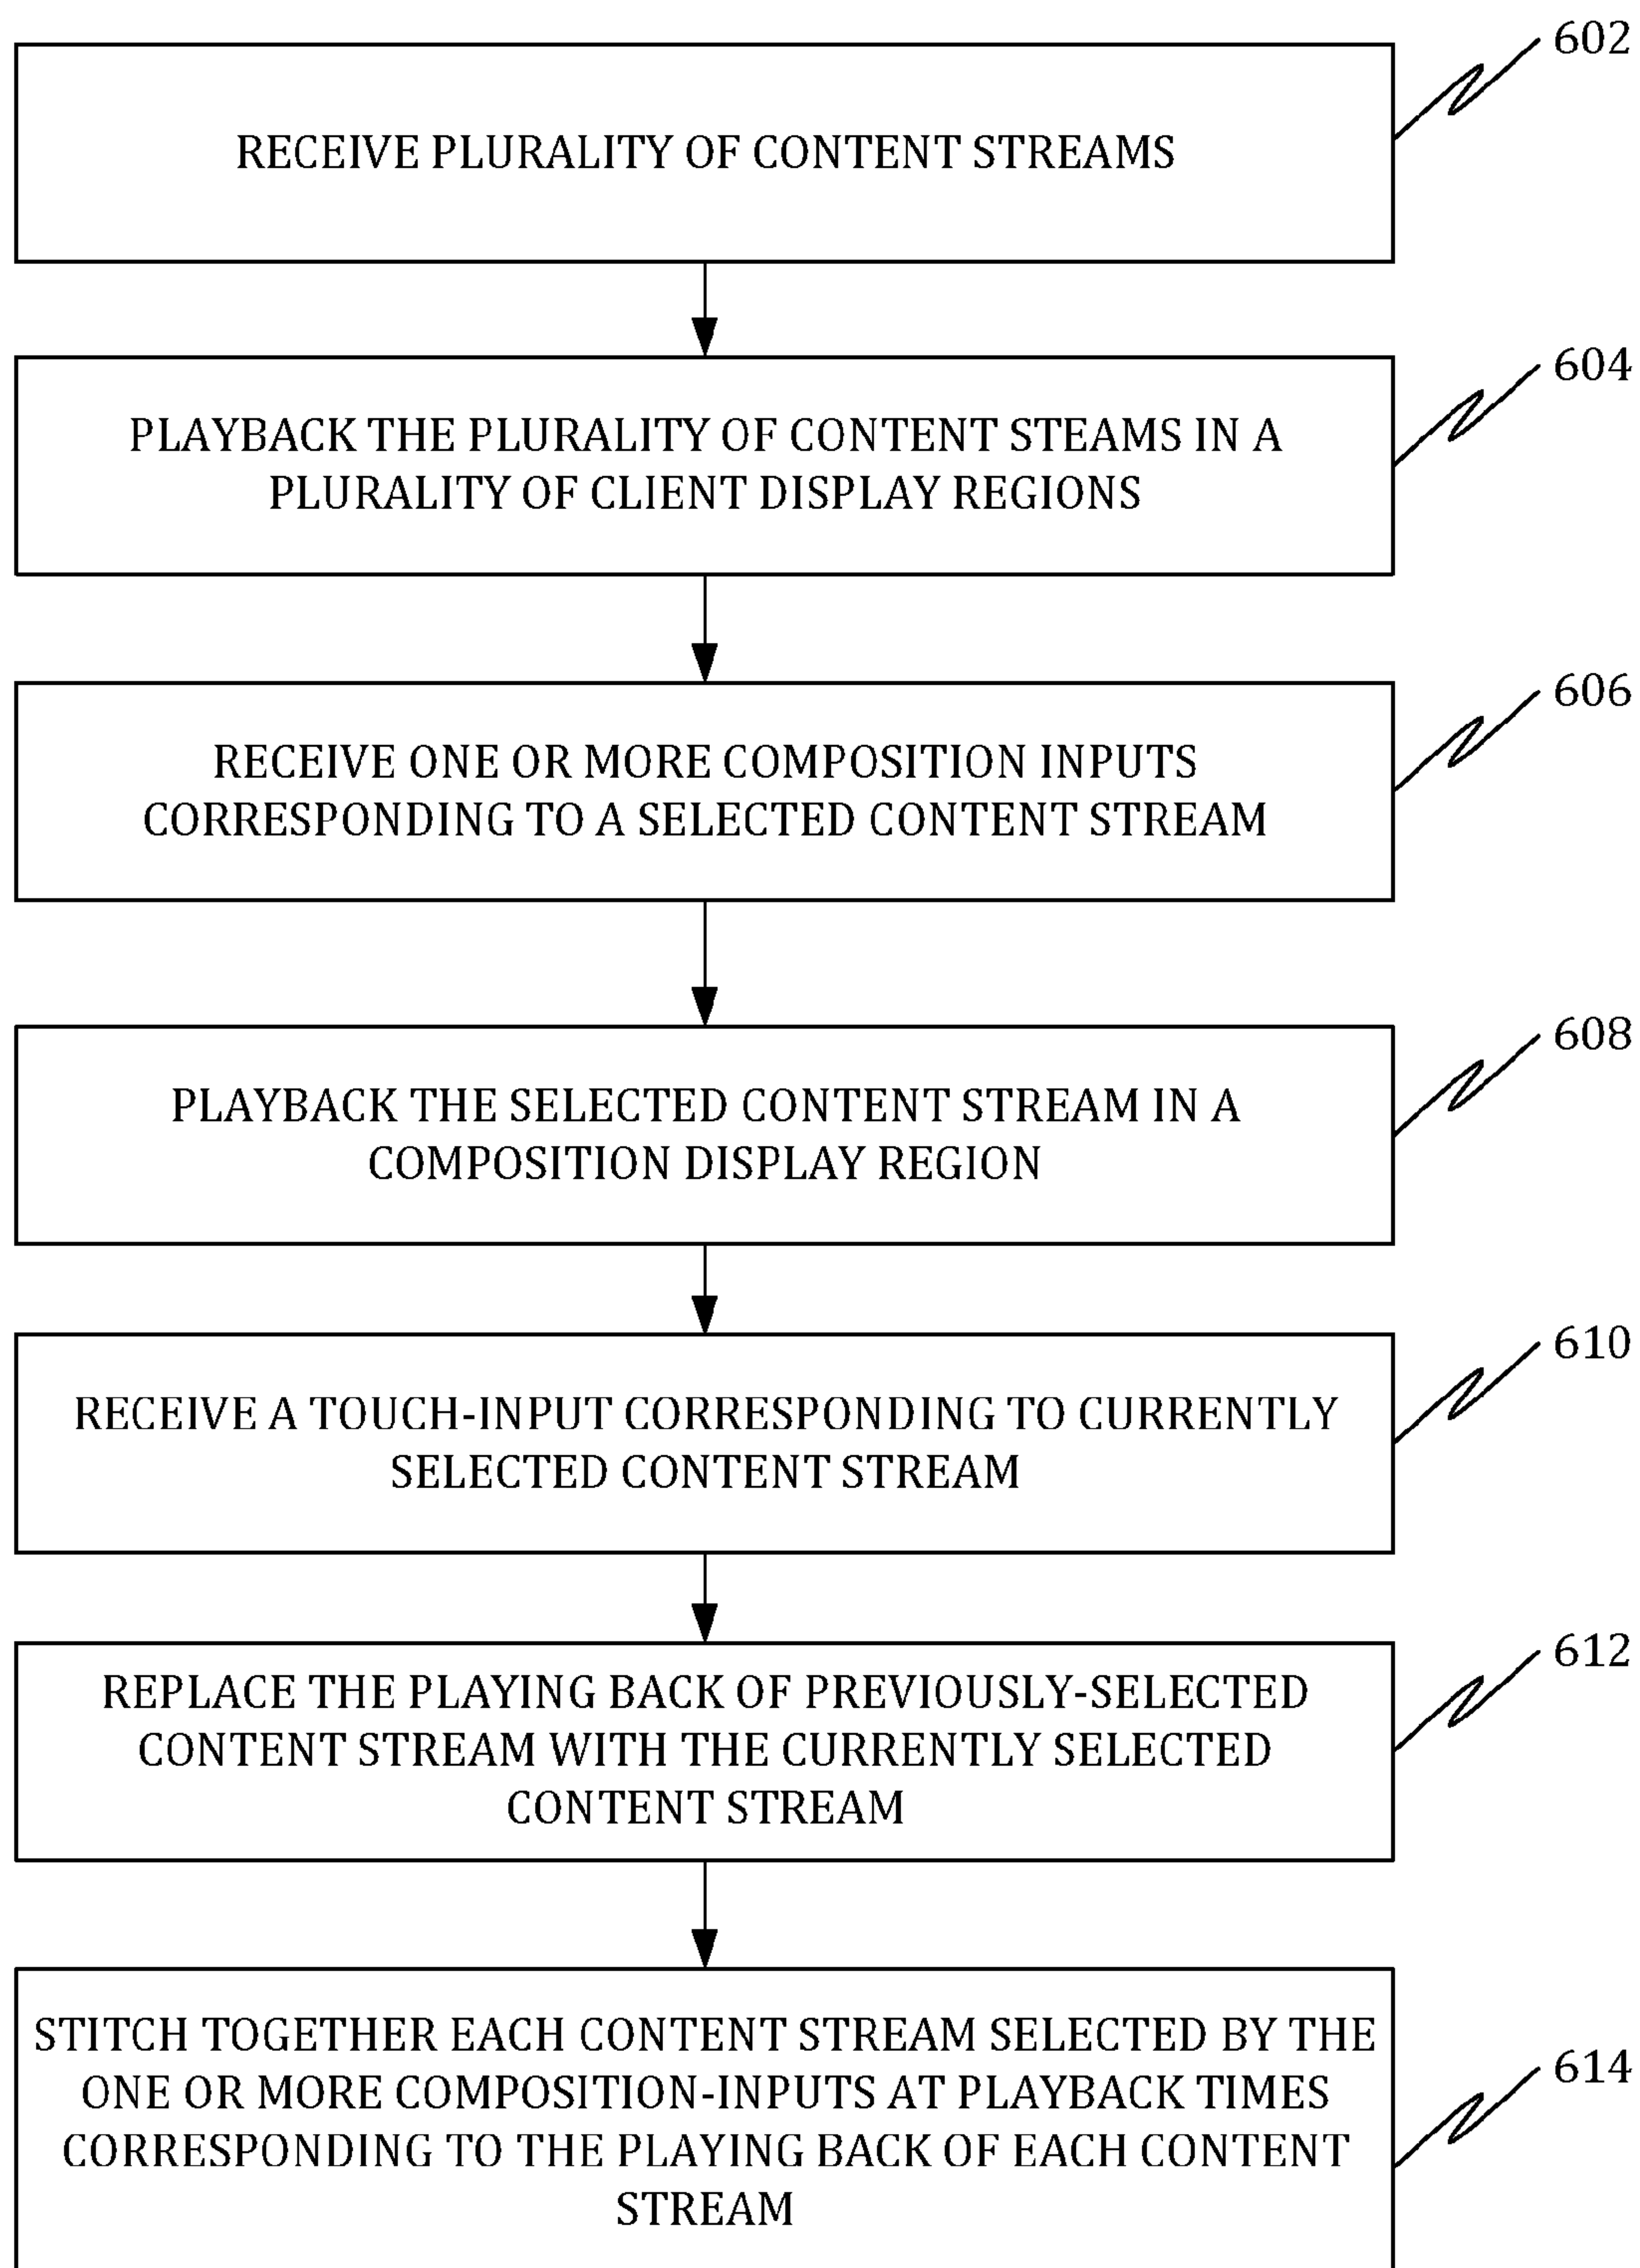 602
RECEIVE PLURALITY OF CONTENT STREAMS
604
PLAYBACK THE PLURALITY OF CONTENT STEAMS IN A
PLURALITY OF CLIENT DISPLAY REGIONS
606
RECEIVE ONE OR MORE COMPOSITION INPUTS
CORRESPONDING TO A SELECTED CONTENT STREAM
608
PLAYBACK THE SELECTED CONTENT STREAM IN A
COMPOSITION DISPLAY REGION
610
RECEIVE A TOUCH-INPUT CORRESPONDING TO CURRENTLY
SELECTED CONTENT STREAM
612
REPLACE THE PLAYING BACK OF PREVIOUSLY-SELECTED
CONTENT STREAM WITH THE CURRENTLY SELECTED
CONTENT STREAM
614
STITCH TOGETHER EACH CONTENT STREAM SELECTED BY THE
ONE OR MORE COMPOSITION-INPUTS AT PLAYBACK TIMES
CORRESPONDING TO THE PLAYING BACK OF EACH CONTENT
STREAM